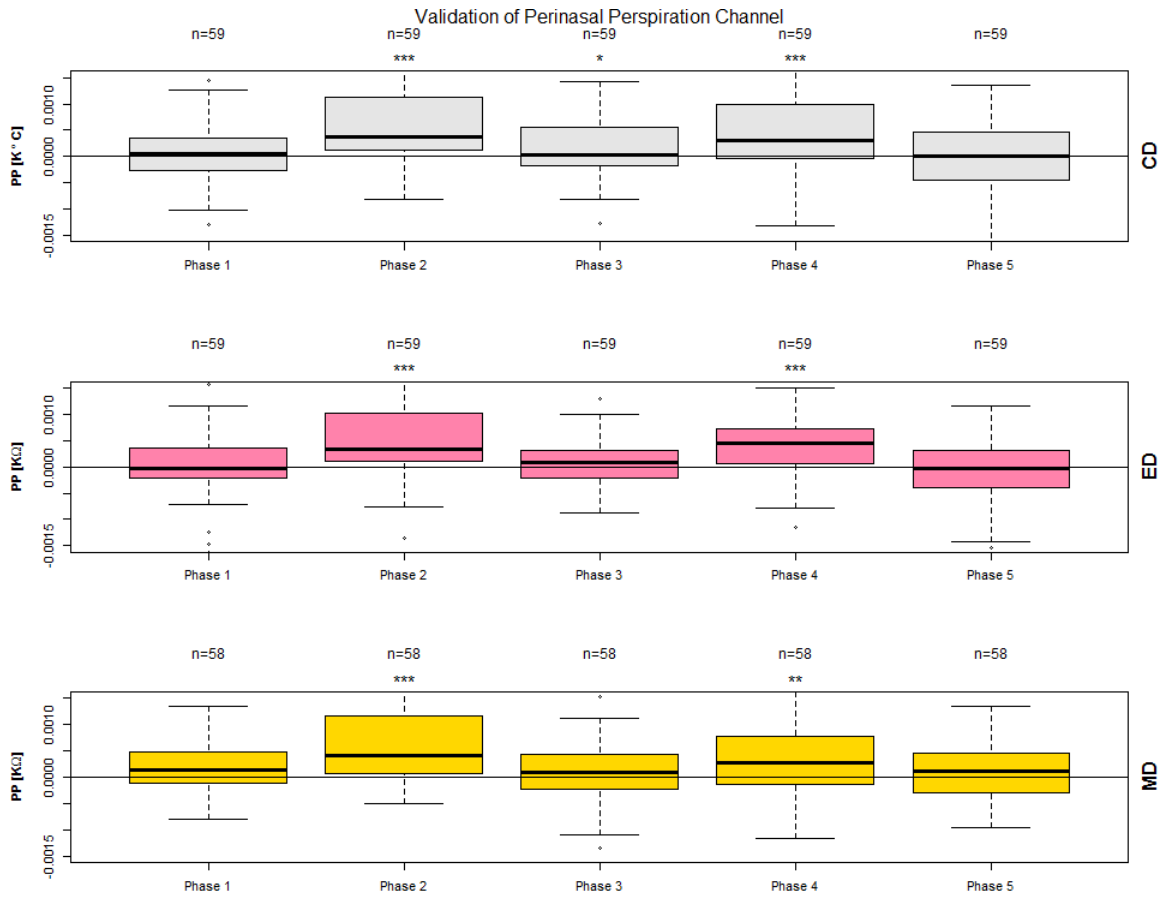 Validation of Perinasal Perspiration Channel
n=59 n=59 n=59 n=59 n=59
*** * ***
PP [K° C]
0.0010
0.0000
-0.0015
CD
Phase 1 Phase 2 Phase 3 Phase 4 Phase 5
n=59 n=59 n=59 n=59 n=59
*** ***
PP [KΩ]
0.0010
0.0000
-0.0015
ED
Phase 1 Phase 2 Phase 3 Phase 4 Phase 5
n=58 n=58 n=58 n=58 n=58
*** **
PP [KΩ]
0.0010
0.0000
-0.0015
MD
Phase 1 Phase 2 Phase 3 Phase 4 Phase 5